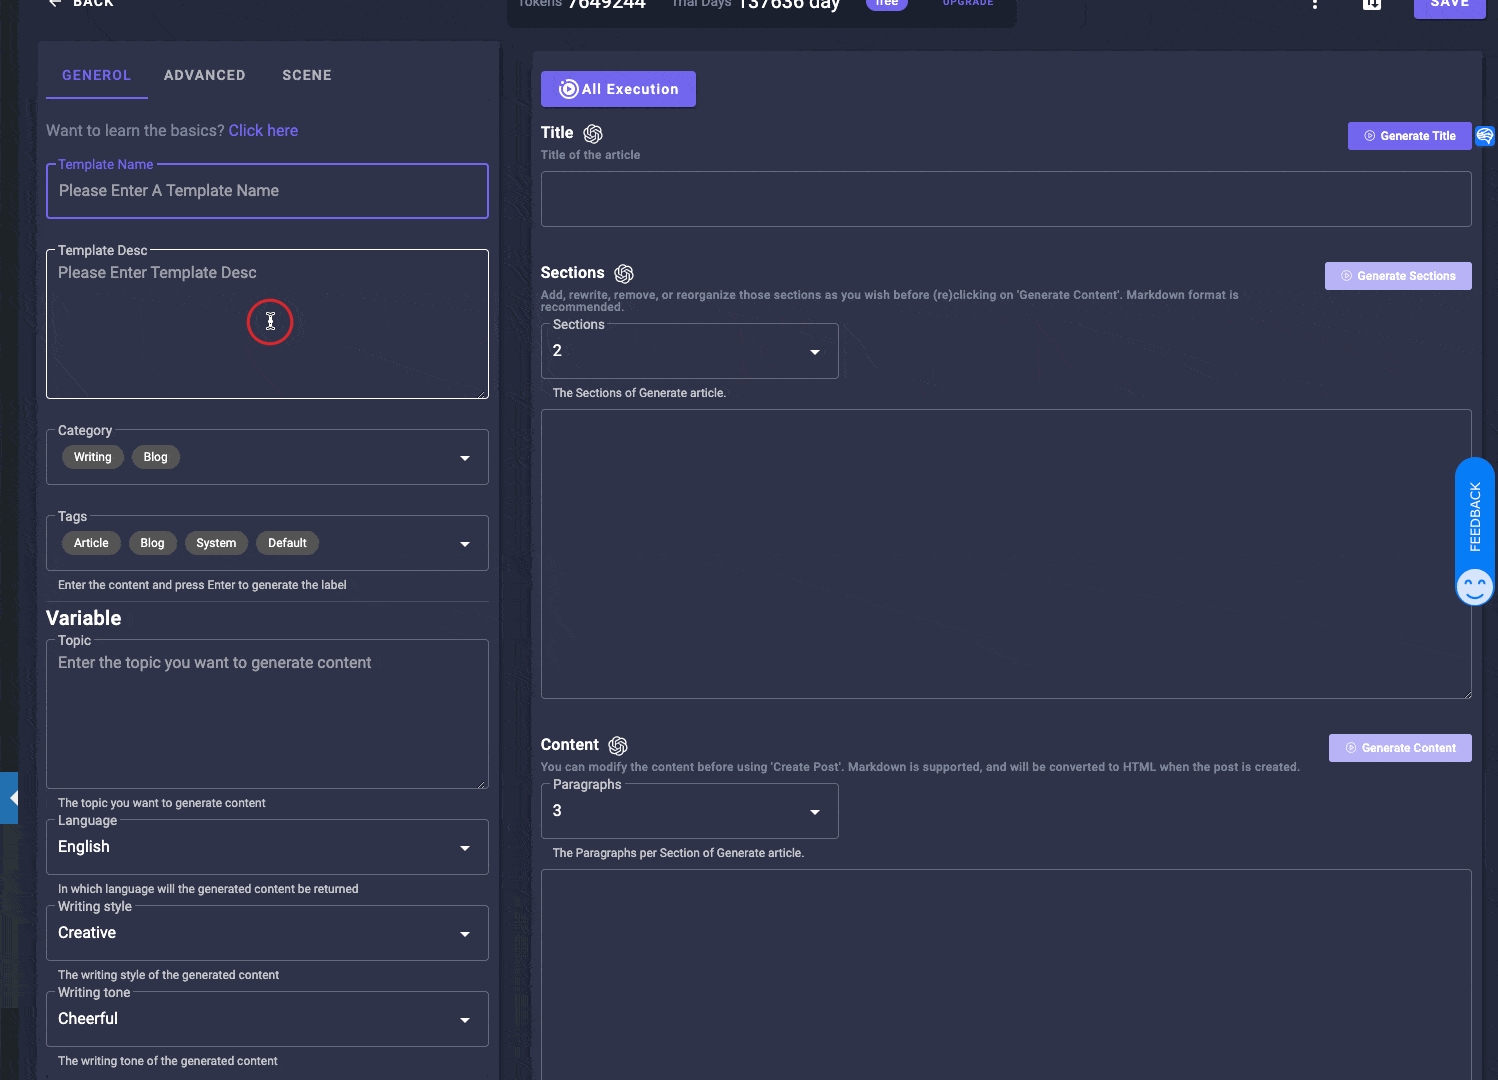 BACK
Tokens 7649244 Trial Days 137636 day free UPGRADE
SAVE
GENEROL ADVANCED SCENE
Want to learn the basics? Click here
Template Name
Please Enter A Template Name
Template Desc
Please Enter Template Desc
Category
Writing Blog
Tags
Article Blog System Default
Enter the content and press Enter to generate the label
Variable
Topic
Enter the topic you want to generate content
The topic you want to generate content
Language
English
In which language will the generated content be returned
Writing style
Creative
The writing style of the generated content
Writing tone
Cheerful
The writing tone of the generated content
All Execution
Title
Generate Title
Title of the article
Sections
Generate Sections
Add, rewrite, remove, or reorganize those sections as you wish before (re)clicking on 'Generate Content'. Markdown format is
recommended.
Sections
2
The Sections of Generate article.
Content
Generate Content
You can modify the content before using 'Create Post'. Markdown is supported, and will be converted to HTML when the post is created.
Paragraphs
3
The Paragraphs per Section of Generate article.
FEEDBACK